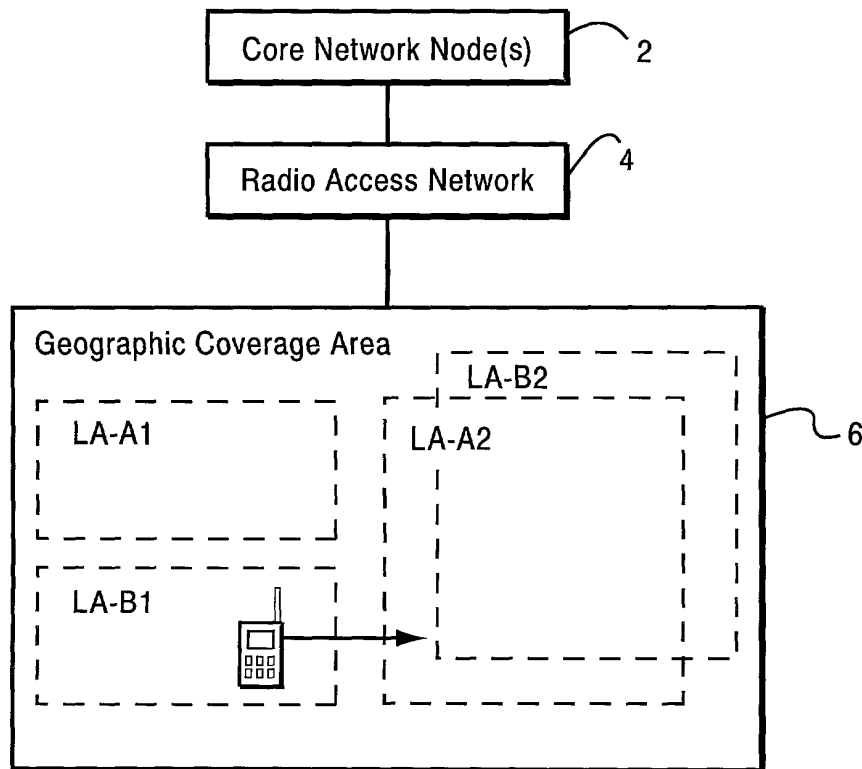 Core Network Node(s)
2
Radio Access Network
4
Geographic Coverage Area
LA-B2
LA-A1
LA-A2
6
LA-B1